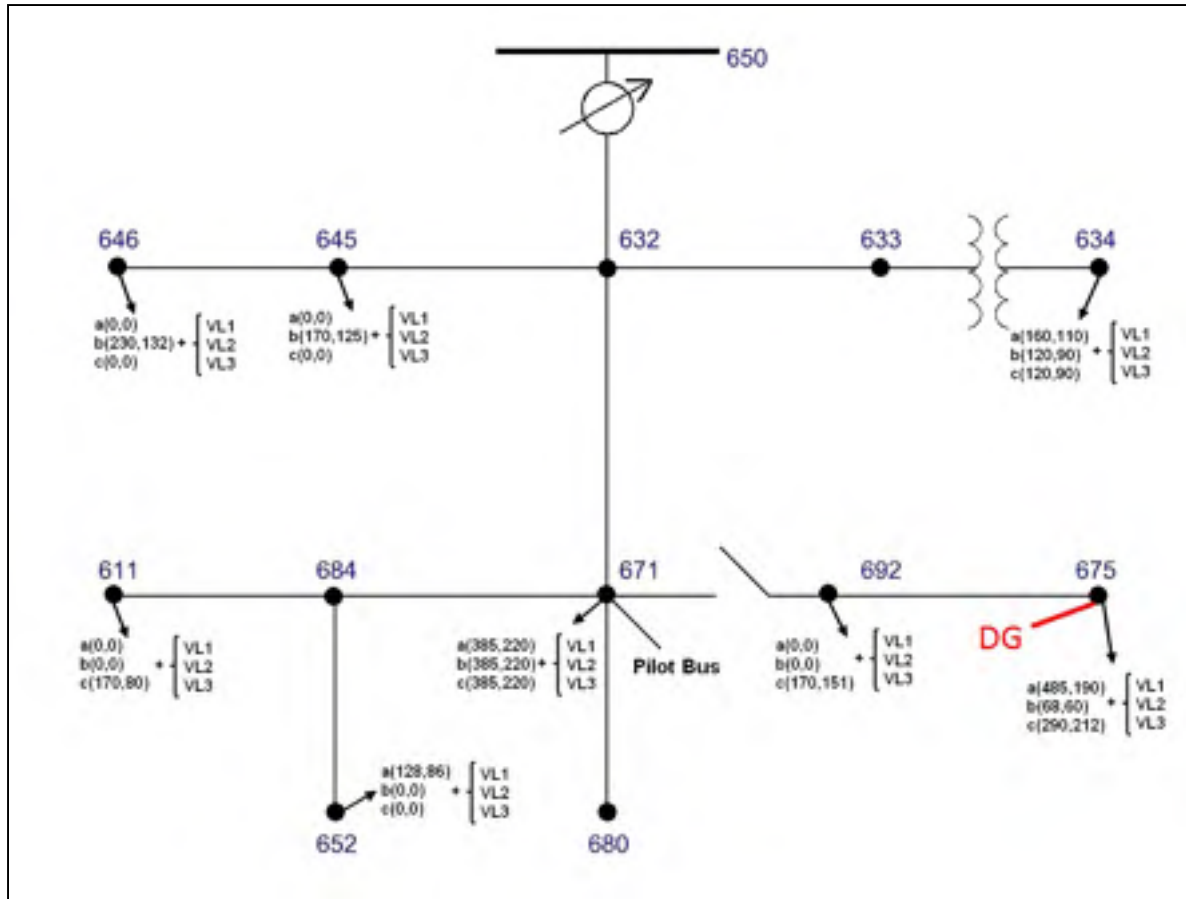 650
646
645
632
633
634
a(0,0)
b(230,132) +
c(0,0)
VL1
VL2
VL3
a(0,0)
b(170,125) +
c(0,0)
VL1
VL2
VL3
a(160,110)
b(120,90) +
c(120,90)
VL1
VL2
VL3
611
684
671
692
675
a(0,0)
b(0,0) +
c(170,80)
VL1
VL2
VL3
a(385,220)
b(385,220) +
c(385,220)
VL1
VL2
VL3
Pilot Bus
a(0,0)
b(0,0) +
c(170,151)
VL1
VL2
VL3
DG
a(485,190)
b(68,60) +
c(290,212)
VL1
VL2
VL3
a(128,86)
b(0,0) +
c(0,0)
VL1
VL2
VL3
652
680